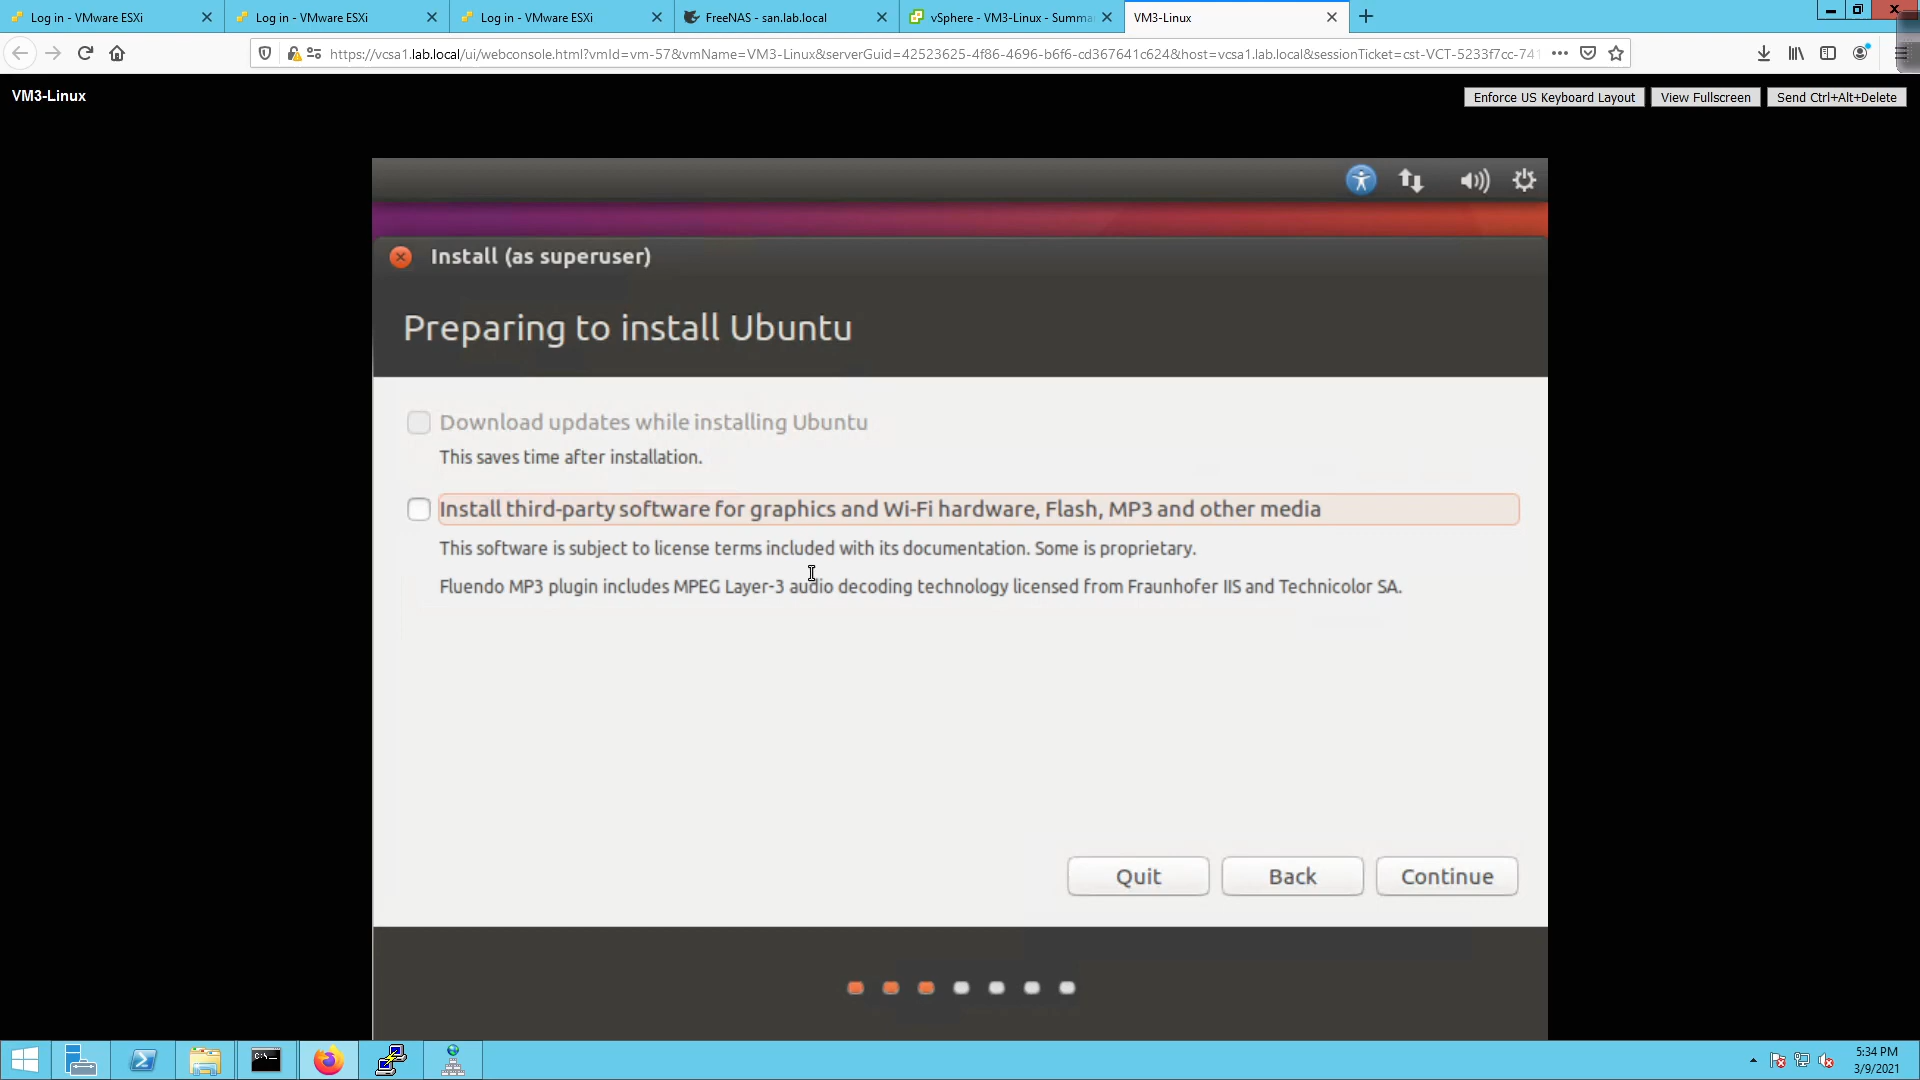 Log in - VMware ESXi
Log in - VMware ESXi
Log in - VMware ESXi
FreeNAS - san.lab.local
vSphere - VM3-Linux - Summa
VM3-Linux
https://vcsa1.lab.local/ui/webconsole.html?vmId=vm-57&vmName=VM3-Linux&serverGuid=42523625-4f86-4696-b6f6-cd367641c624&host=vcsa1.lab.local&sessionTicket=cst-VCT-5233f7cc-741
VM3-Linux
Enforce US Keyboard Layout
View Fullscreen
Send Ctrl+Alt+Delete
Install (as superuser)
Preparing to install Ubuntu
Download updates while installing Ubuntu
This saves time after installation.
Install third-party software for graphics and Wi-Fi hardware, Flash, MP3 and other media
This software is subject to license terms included with its documentation. Some is proprietary.
Fluendo MP3 plugin includes MPEG Layer-3 audio decoding technology licensed from Fraunhofer IIS and Technicolor SA.
Quit
Back
Continue
5:34 PM
3/9/2021